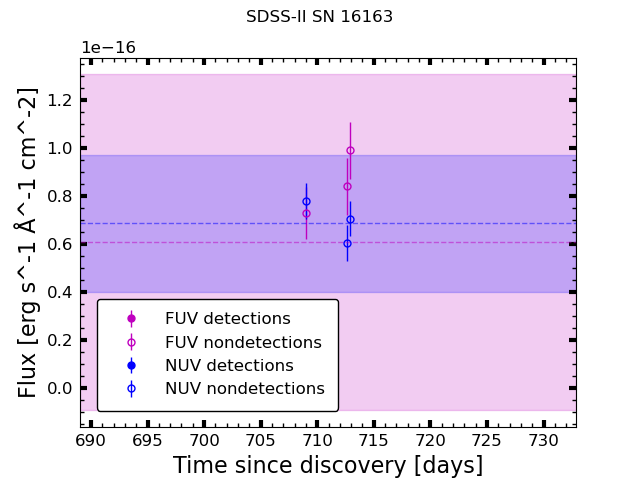 SDSS-II SN 16163
1e−16
Flux [erg s^-1 Å^-1 cm^-2]
1.2
1.0
0.8
0.6
0.4
0.2
0.0
FUV detections
FUV nondetections
NUV detections
NUV nondetections
690 695 700 705 710 715 720 725 730
Time since discovery [days]